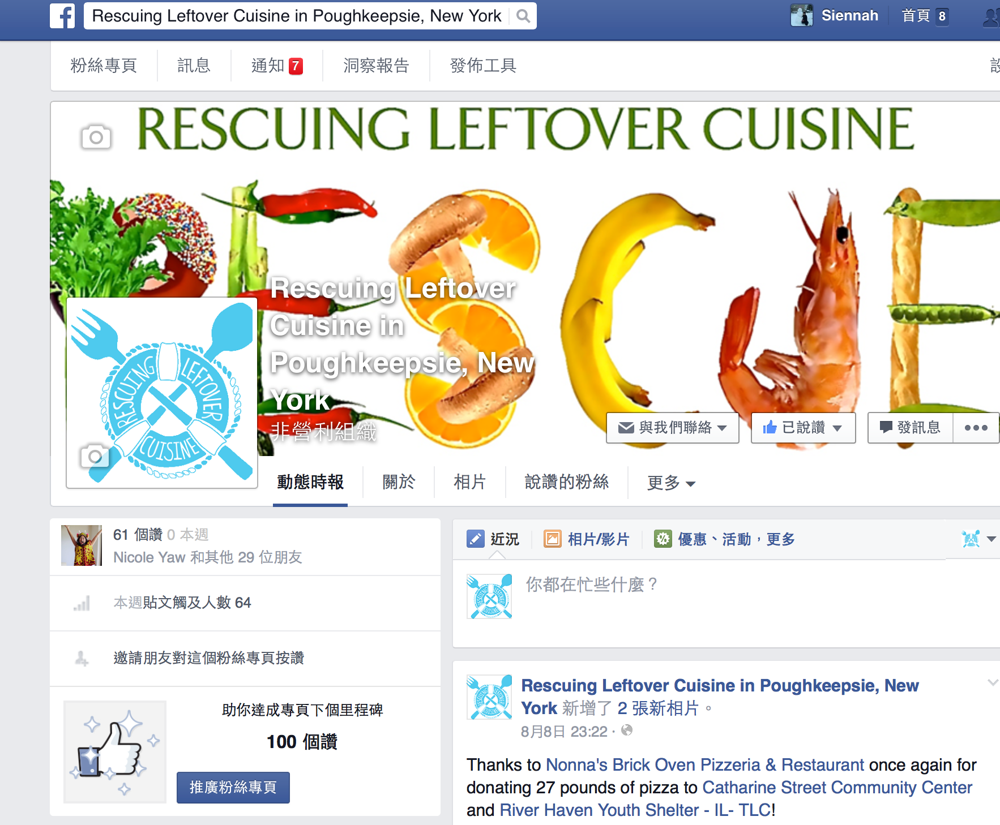 Rescuing Leftover Cuisine in Poughkeepsie, New York
Siennah
首頁 8
粉絲專頁
訊息
通知 7
洞察報告
發佈工具
設
RESCUING LEFTOVER CUISINE
RESCUE
Rescuing Leftover
Cuisine in
Poughkeepsie, New
York
非營利組織
RESCUING
LEFTOVER
CUISINE
與我們聯絡
已說讚
發訊息
動態時報
關於
相片
說讚的粉絲
更多
61 個讚 0 本週
Nicole Yaw 和其他 29 位朋友
本週貼文觸及人數 64
邀請朋友對這個粉絲專頁按讚
助你達成專頁下個里程碑
100 個讚
推廣粉絲專頁
近況
相片/影片
優惠、活動，更多
RESCUING LEFTOVER CUISINE
你都在忙些什麼？
RESCUING LEFTOVER CUISINE
Rescuing Leftover Cuisine in Poughkeepsie, New
York 新增了 2 張新相片。
8月8日 23:22 ·
Thanks to Nonna's Brick Oven Pizzeria & Restaurant once again for
donating 27 pounds of pizza to Catharine Street Community Center
and River Haven Youth Shelter - IL- TLC!